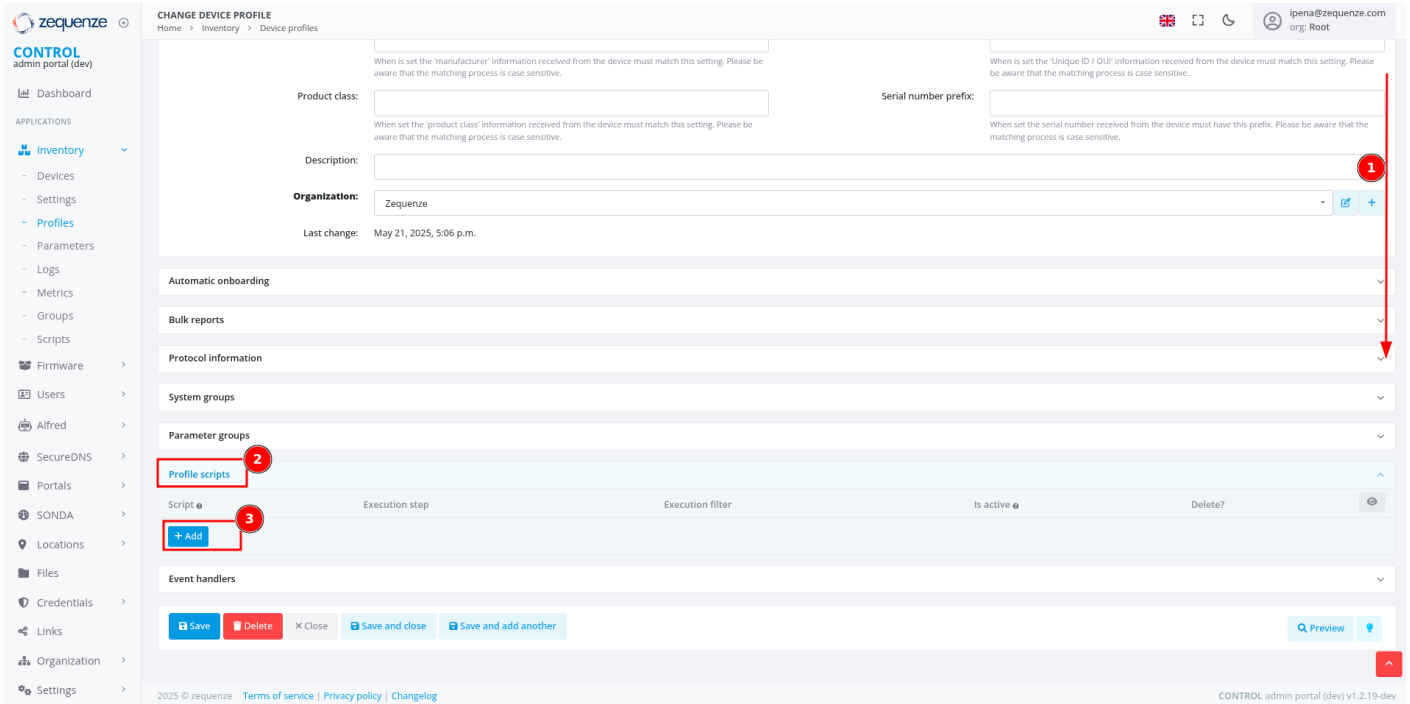 zequenze
CONTROL
admin portal (dev)
Dashboard
APPLICATIONS
Inventory
- Devices
- Settings
- Profiles
- Parameters
- Logs
- Metrics
- Groups
- Scripts
Firmware
Users
Alfred
SecureDNS
Portals
SONDA
Locations
Files
Credentials
Links
Organization
Settings
CHANGE DEVICE PROFILE
Home > Inventory > Device profiles
ipena@zequenze.com
org: Root
When is set the 'manufacturer' information received from the device must match this setting. Please be
aware that the matching process is case sensitive.
When is set the 'Unique ID / OUI' information received from the device must match this setting. Please
be aware that the matching process is case sensitive.
Product class:
When set the 'product class' information received from the device must match this setting. Please be
aware that the matching process is case sensitive.
Serial number prefix:
When set the serial number received from the device must have this prefix. Please be aware that the
matching process is case sensitive.
Description:
1
Organization:
Zequenze
Last change: May 21, 2025, 5:06 p.m.
Automatic onboarding
Bulk reports
Protocol information
System groups
Parameter groups
2
Profile scripts
Script Execution step Execution filter Is active Delete?
3
+ Add
Event handlers
Save Delete × Close Save and close Save and add another
Preview
2025 © zequenze Terms of service | Privacy policy | Changelog
CONTROL admin portal (dev) v1.2.19-dev